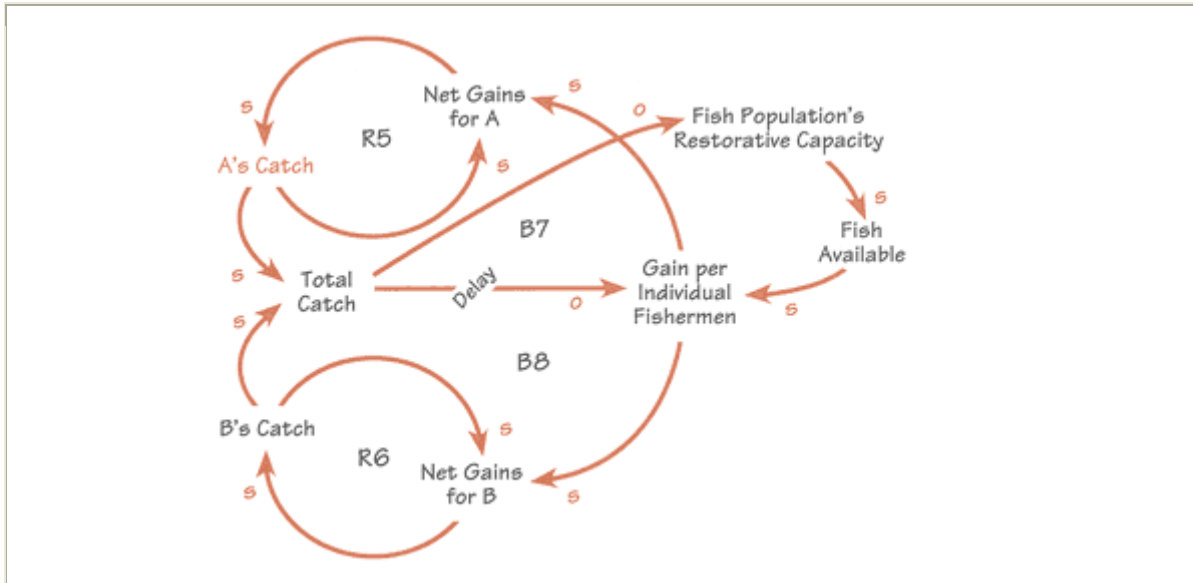 Net Gains
for A
S
R5
A's Catch
S
S
O
Fish Population's
Restorative Capacity
S
Fish
Available
S
B7
S
Total
Catch
Delay
O
Gain per
Individual
Fishermen
S
B8
B's Catch
S
R6
Net Gains
for B
S
S